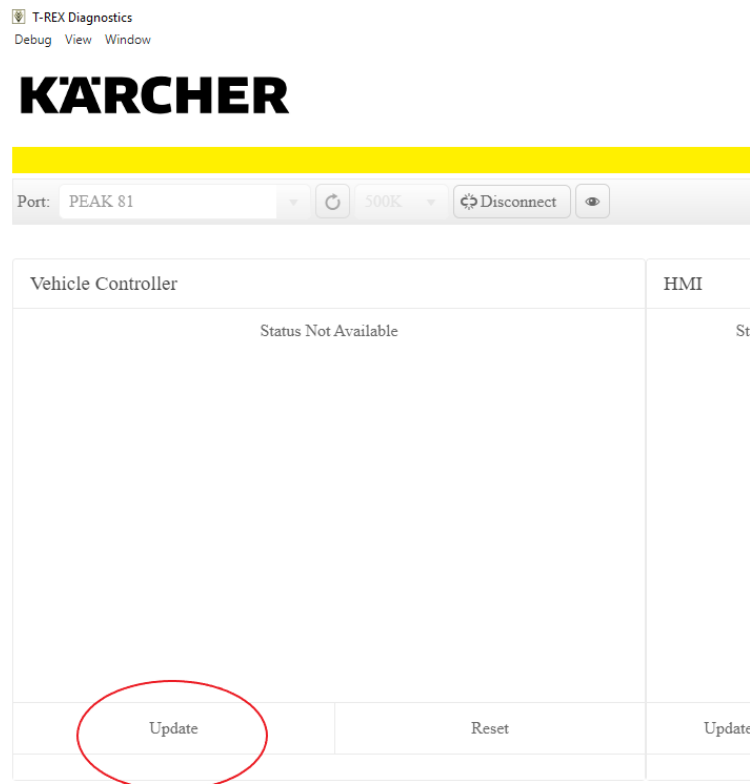 T-REX Diagnostics
Debug View Window
KÄRCHER
Port: PEAK 81 500K Disconnect
Vehicle Controller HMI
Status Not Available St
Update Reset Update